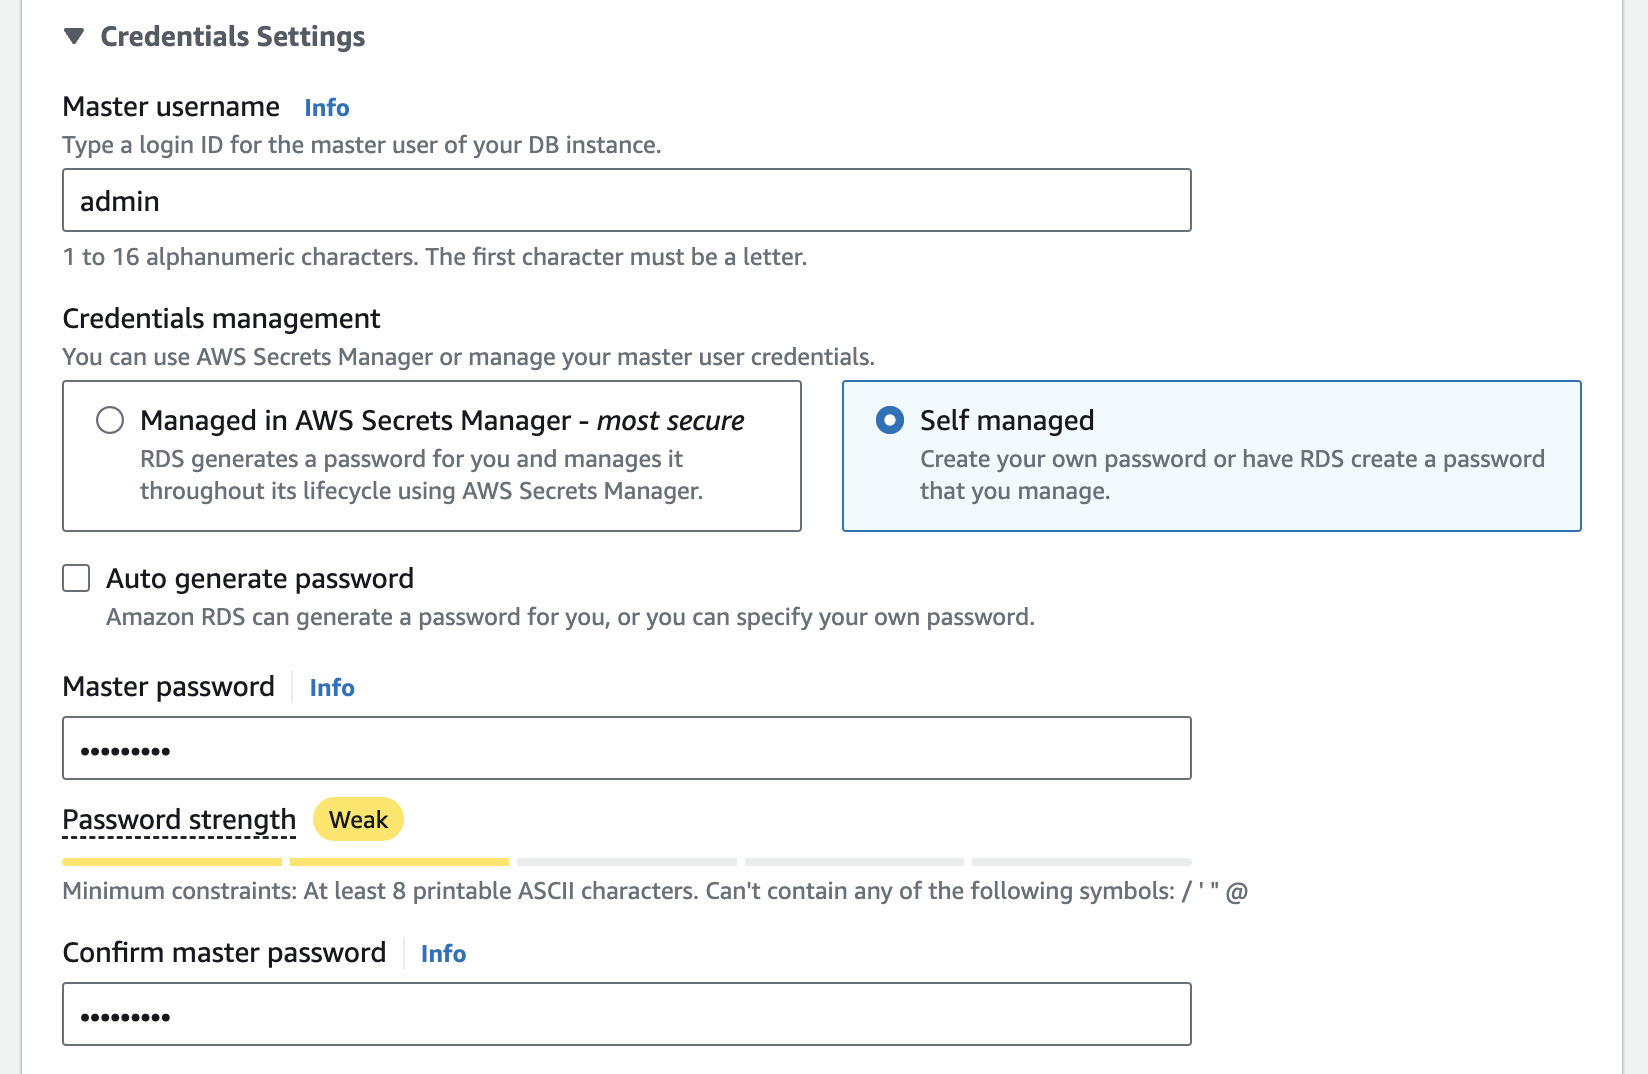 Credentials Settings
Master username Info
Type a login ID for the master user of your DB instance.
admin
1 to 16 alphanumeric characters. The first character must be a letter.
Credentials management
You can use AWS Secrets Manager or manage your master user credentials.
Managed in AWS Secrets Manager - most secure
RDS generates a password for you and manages it
throughout its lifecycle using AWS Secrets Manager.
Self managed
Create your own password or have RDS create a password
that you manage.
Auto generate password
Amazon RDS can generate a password for you, or you can specify your own password.
Master password Info
•••••••••
Password strength Weak
Minimum constraints: At least 8 printable ASCII characters. Can't contain any of the following symbols: / ' " @
Confirm master password Info
•••••••••